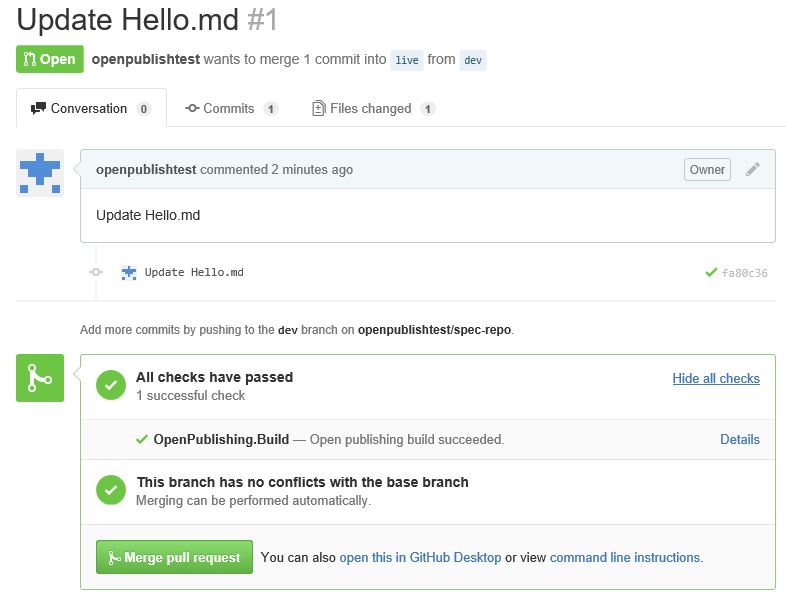 Update Hello.md #1
Open openpublishtest wants to merge 1 commit into live from dev
Conversation 0 Commits 1 Files changed 1
openpublishtest commented 2 minutes ago Owner
Update Hello.md
Update Hello.md fa80c36
Add more commits by pushing to the dev branch on openpublishtest/spec-repo.
All checks have passed Hide all checks
1 successful check
OpenPublishing.Build — Open publishing build succeeded. Details
This branch has no conflicts with the base branch
Merging can be performed automatically.
Merge pull request You can also open this in GitHub Desktop or view command line instructions.